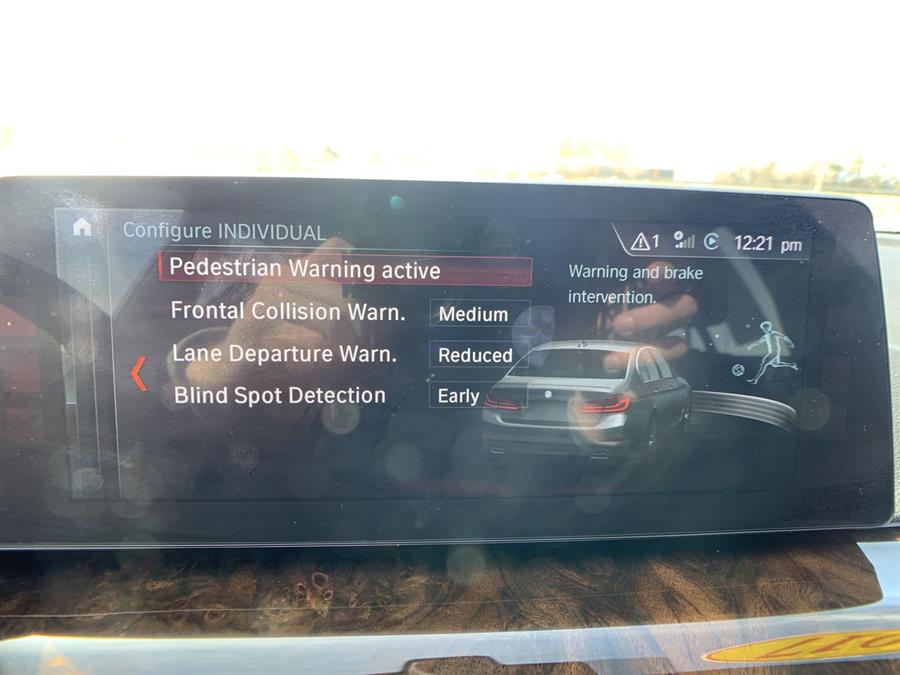 Configure INDIVIDUAL
1 12:21 pm
Pedestrian Warning active
Frontal Collision Warn. Medium
Lane Departure Warn. Reduced
Blind Spot Detection Early
Warning and brake
intervention.
2017